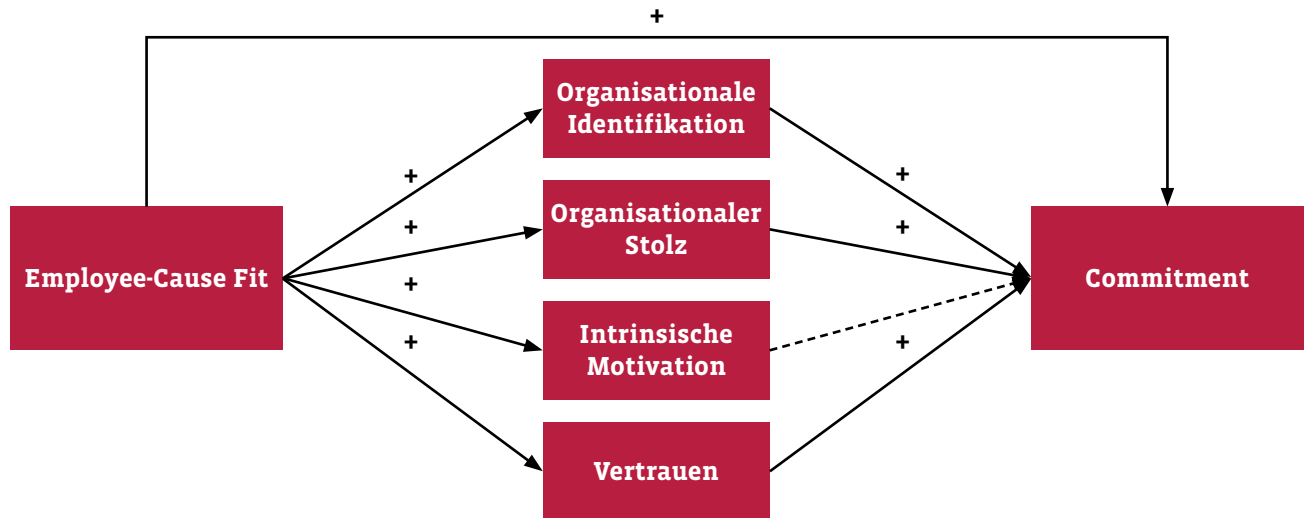 +
Organisationale
Identifikation
+
+
Organisationaler
Stolz
+
+
Employee-Cause Fit
Commitment
+
Intrinsische
Motivation
+
+
Vertrauen